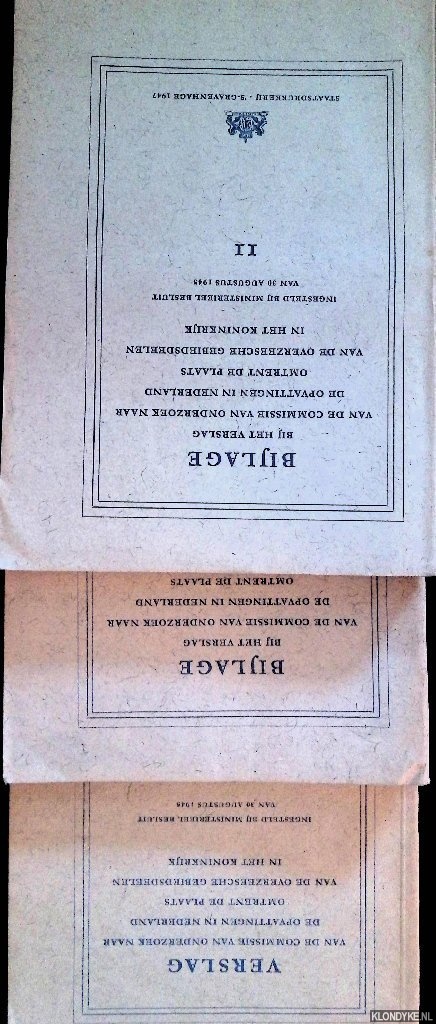 BIJLAGE
BIJ HET VERSLAG
VAN DE COMMISSIE VAN ONDERZOEK NAAR
DE OPVATTINGEN IN NEDERLAND
OMTRENT DE PLAATS
VAN DE OVERZEESCHE GEBIEDSDEELEN
IN HET KONINKRIJK
INGESTELD BIJ MINISTERIEEL BESLUIT
VAN 30 AUGUSTUS 1945
II
STAATSDRUKKERIJ · 'S-GRAVENHAGE 1947
BIJLAGE
BIJ HET VERSLAG
VAN DE COMMISSIE VAN ONDERZOEK NAAR
DE OPVATTINGEN IN NEDERLAND
OMTRENT DE PLAATS
VERSLAG
VAN DE COMMISSIE VAN ONDERZOEK NAAR
DE OPVATTINGEN IN NEDERLAND
OMTRENT DE PLAATS
VAN DE OVERZEESCHE GEBIEDSDEELEN
IN HET KONINKRIJK
INGESTELD BIJ MINISTERIEEL BESLUIT
VAN 30 AUGUSTUS 1945
KLONDYKE.NL